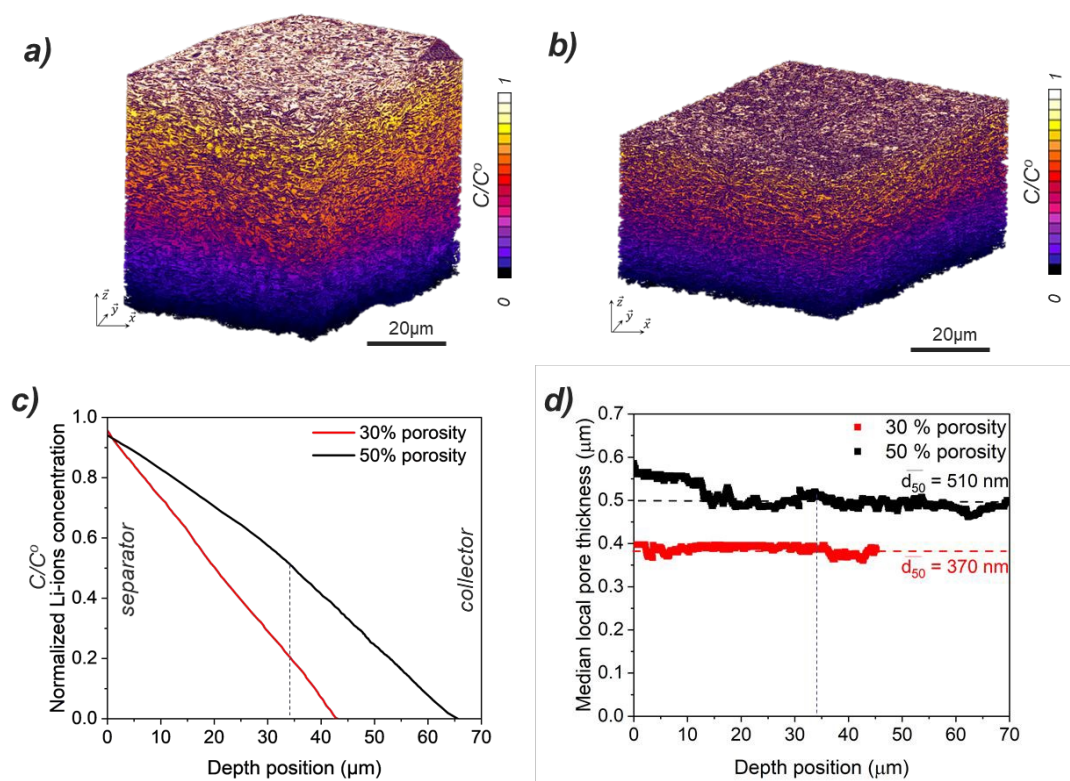 a)
1
C/C°
0
z
y
x
20µm
b)
1
C/C°
0
z
y
x
20µm
c)
1.0
0.8
0.6
0.4
0.2
0.0
C/C°
Normalized Li-ions concentration
30% porosity
50% porosity
separator
collector
0 10 20 30 40 50 60 70
Depth position (µm)
d)
0.7
0.6
0.5
0.4
0.3
0.2
0.1
0.0
Median local pore thickness (µm)
30 % porosity
50 % porosity
d50 = 510 nm
d50 = 370 nm
0 10 20 30 40 50 60 70
Depth position (µm)